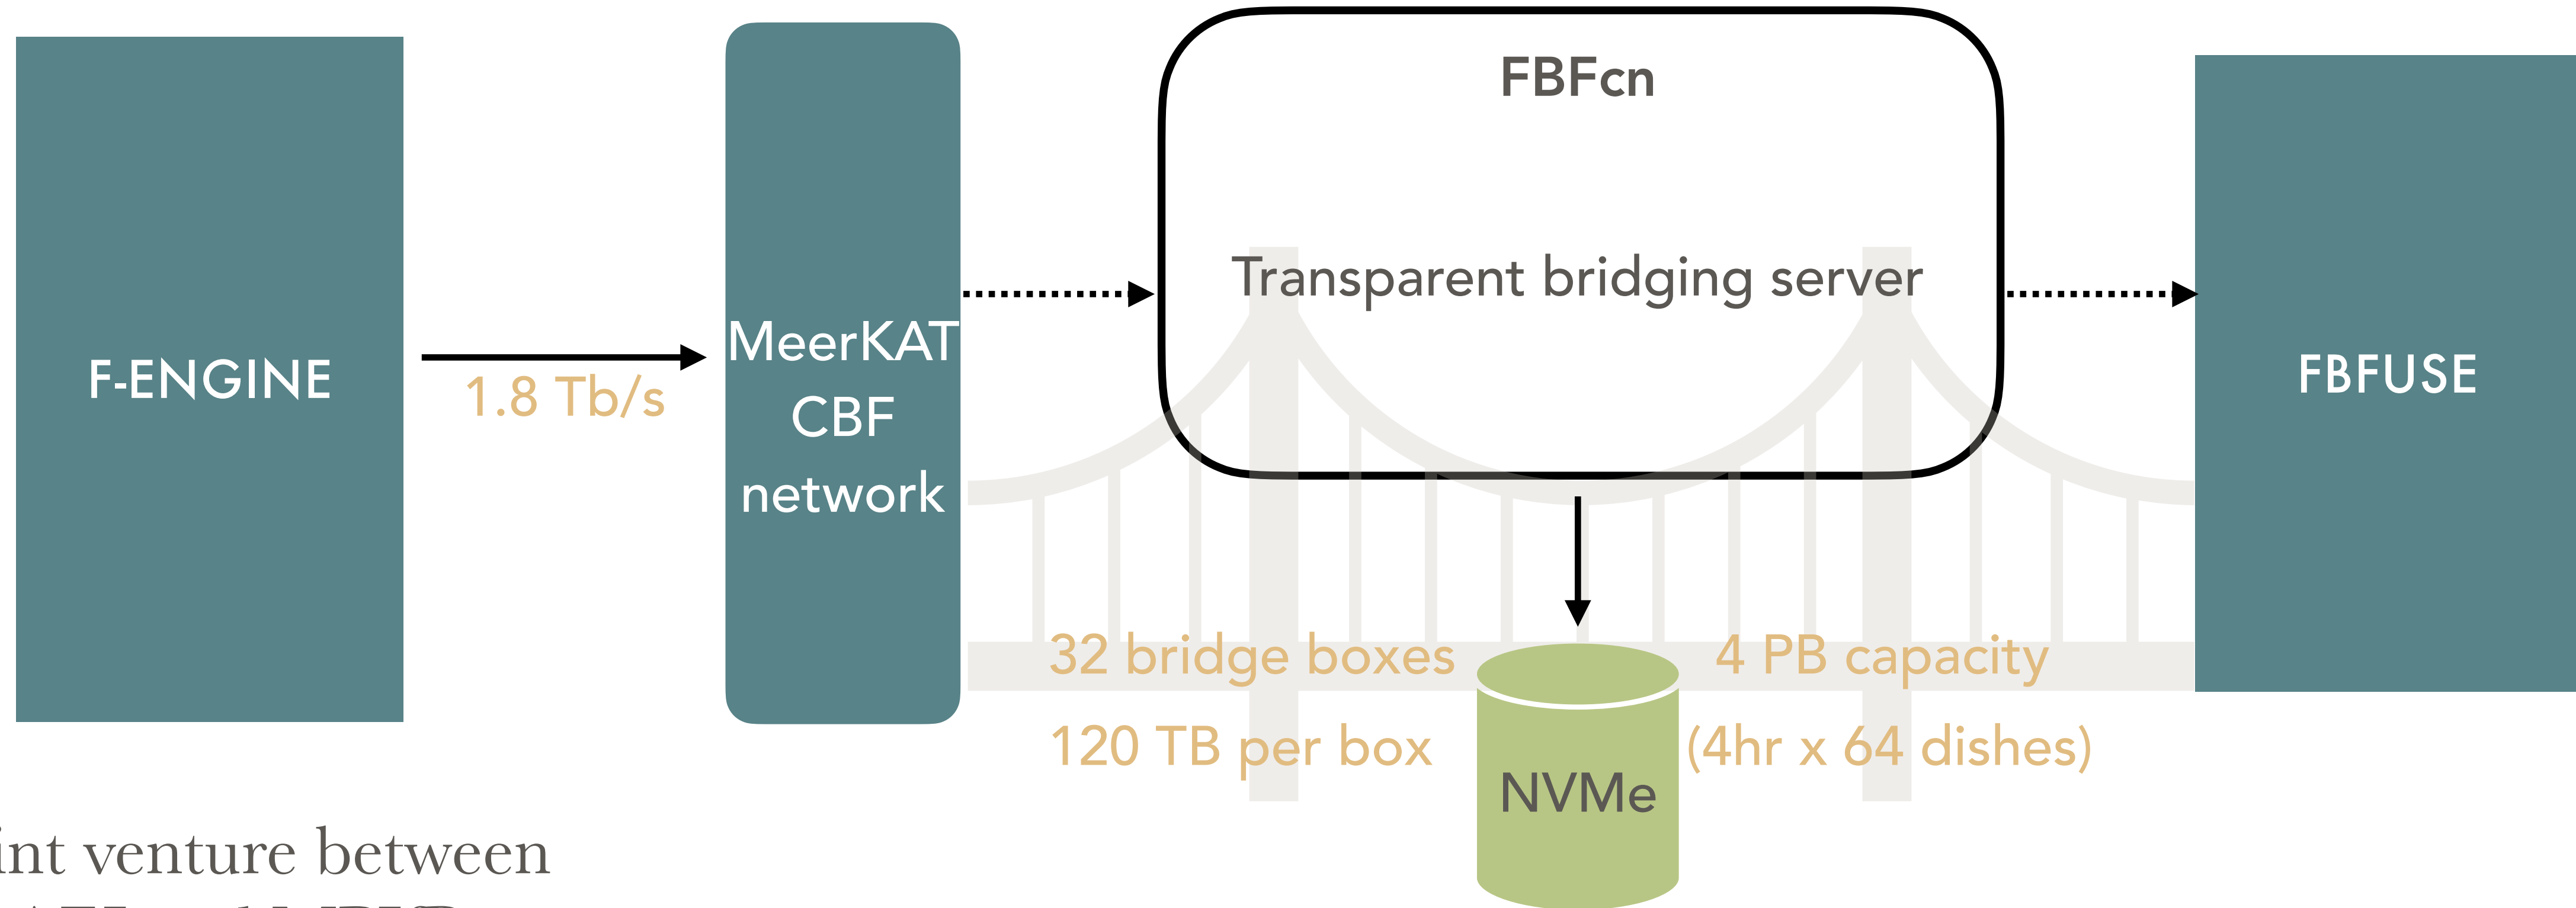 F-ENGINE
1.8 Tb/s
MeerKAT
CBF
network
FBFcn
Transparent bridging server
FBFUSE
32 bridge boxes
120 TB per box
4 PB capacity
(4hr x 64 dishes)
NVMe
venture between